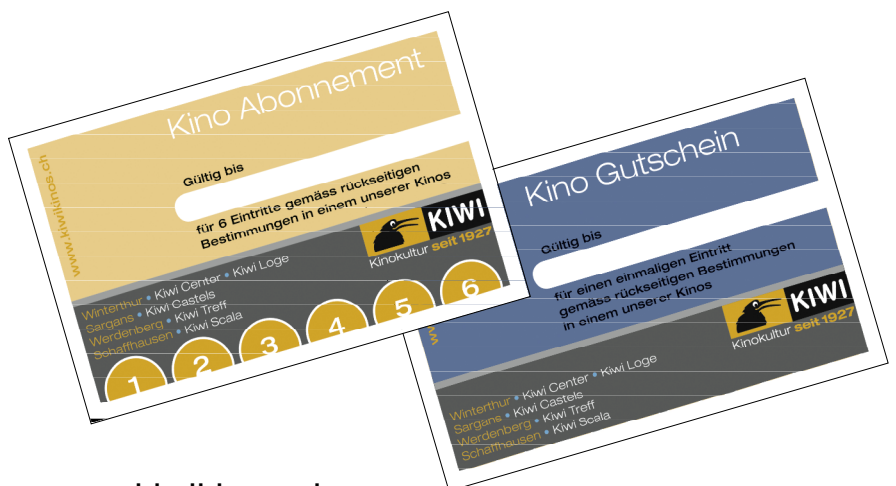 Kino Abonnement
www.kiwikinos.ch
Gültig bis
für 6 Eintritte gemäss rückseitigen
Bestimmungen in einem unserer Kinos
KIWI
Kinokultur seit 1927
Winterthur • Kiwi Center • Kiwi Loge
Sargans • Kiwi Castels
Werdenberg • Kiwi Treff
Schaffhausen • Kiwi Scala
1 2 3 4 5 6
Kino Gutschein
Gültig bis
für einen einmaligen Eintritt
gemäss rückseitigen Bestimmungen
in einem unserer Kinos
KIWI
Kinokultur seit 1927
Winterthur • Kiwi Center • Kiwi Loge
Sargans • Kiwi Castels
Werdenberg • Kiwi Treff
Schaffhausen • Kiwi Scala